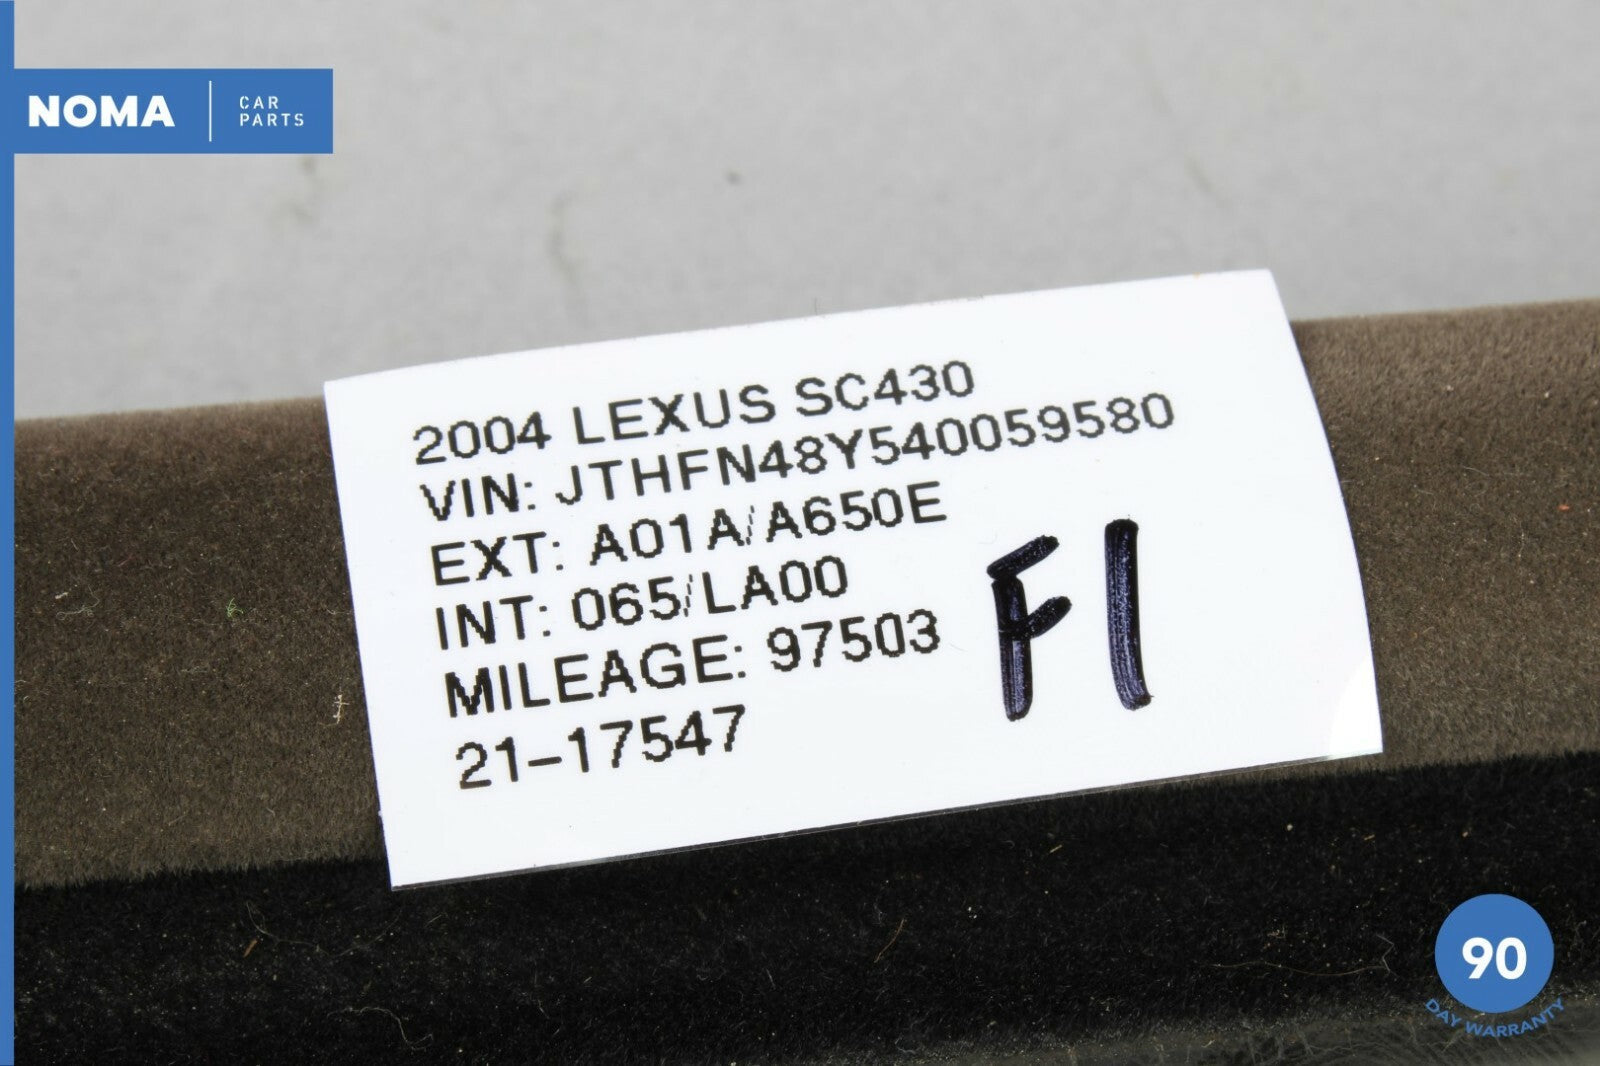 NOMA
CAR
PARTS
2004 LEXUS SC430
VIN: JTHFN48Y540059580
EXT: A01A/A650E
INT: 065/LA00
MILEAGE: 97503
21-17547
F1
90
DAY WARRANTY